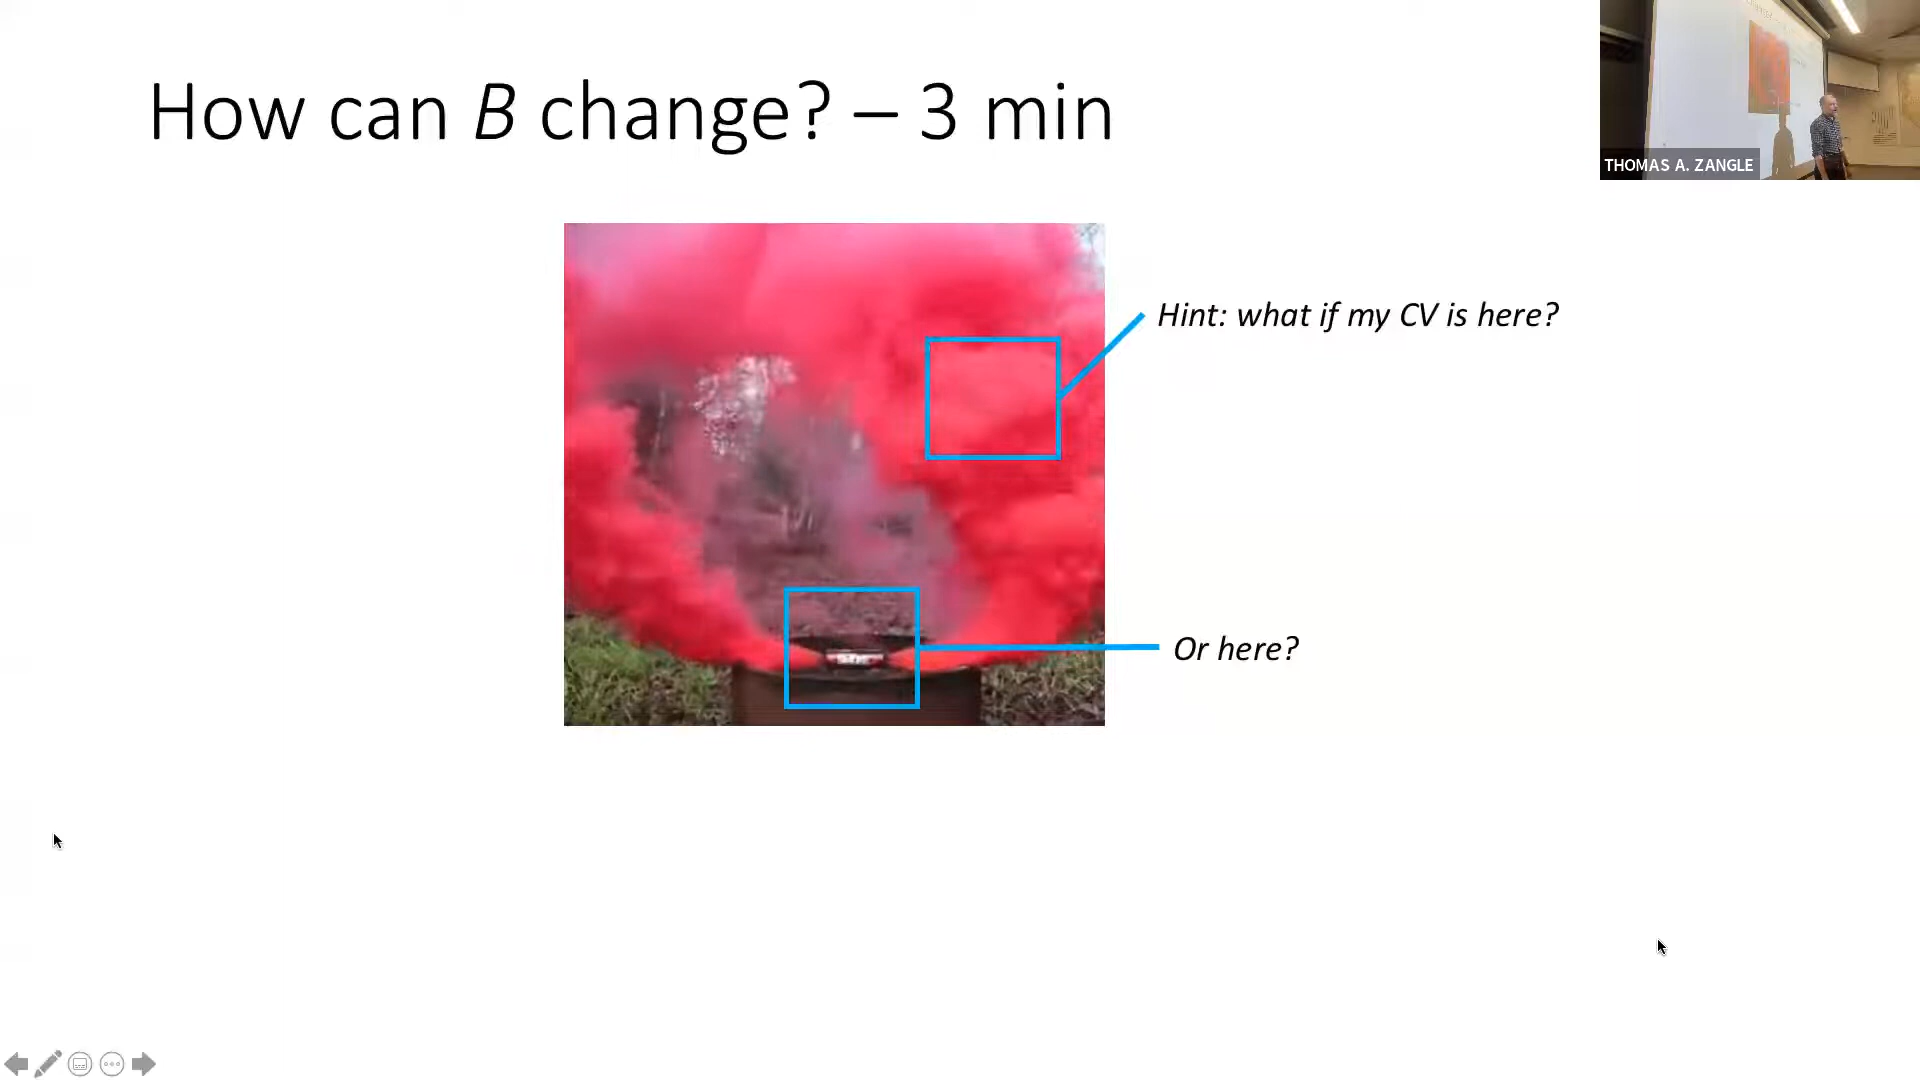 How can B change? – 3 min
THOMAS A. ZANGLE
Hint: what if my CV is here?
Or here?